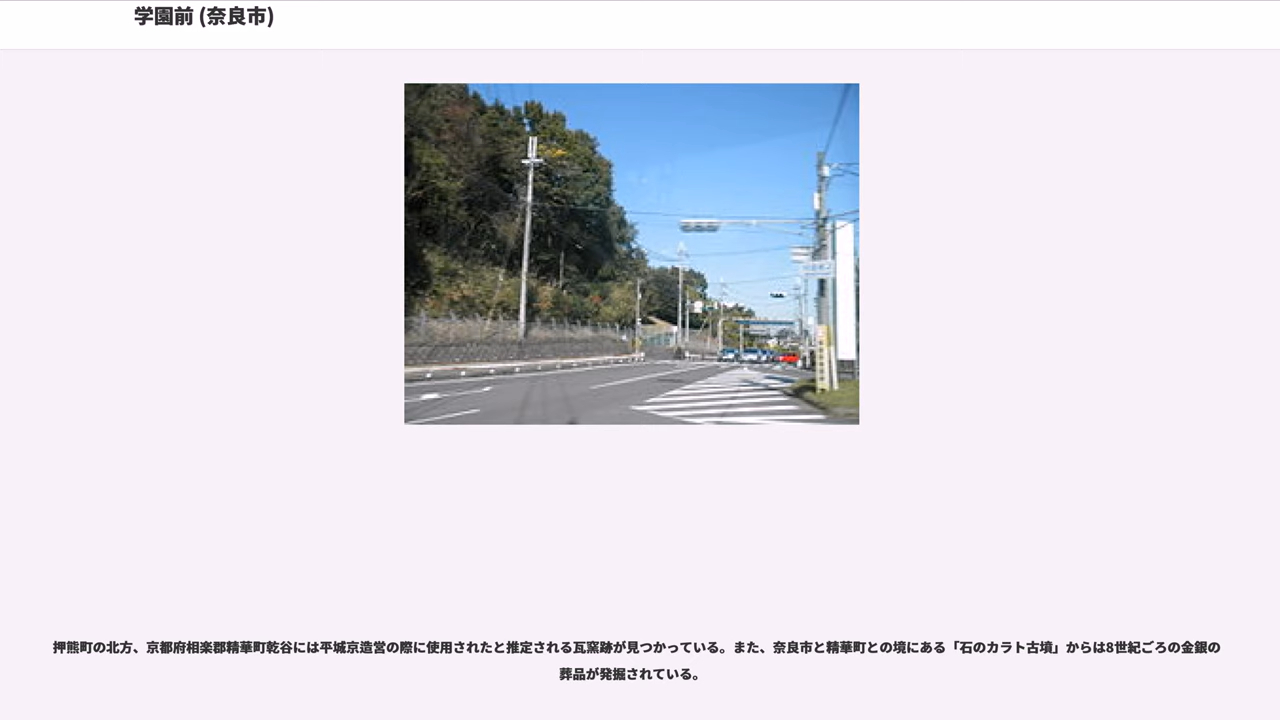 学園前 (奈良市)
押熊町の北方、京都府相楽郡精華町乾谷には平城京造営の際に使用されたと推定される瓦窯跡が見つかっている。また、奈良市と精華町との境にある「石のカラト古墳」からは8世紀ごろの金銀の
葬品が発掘されている。